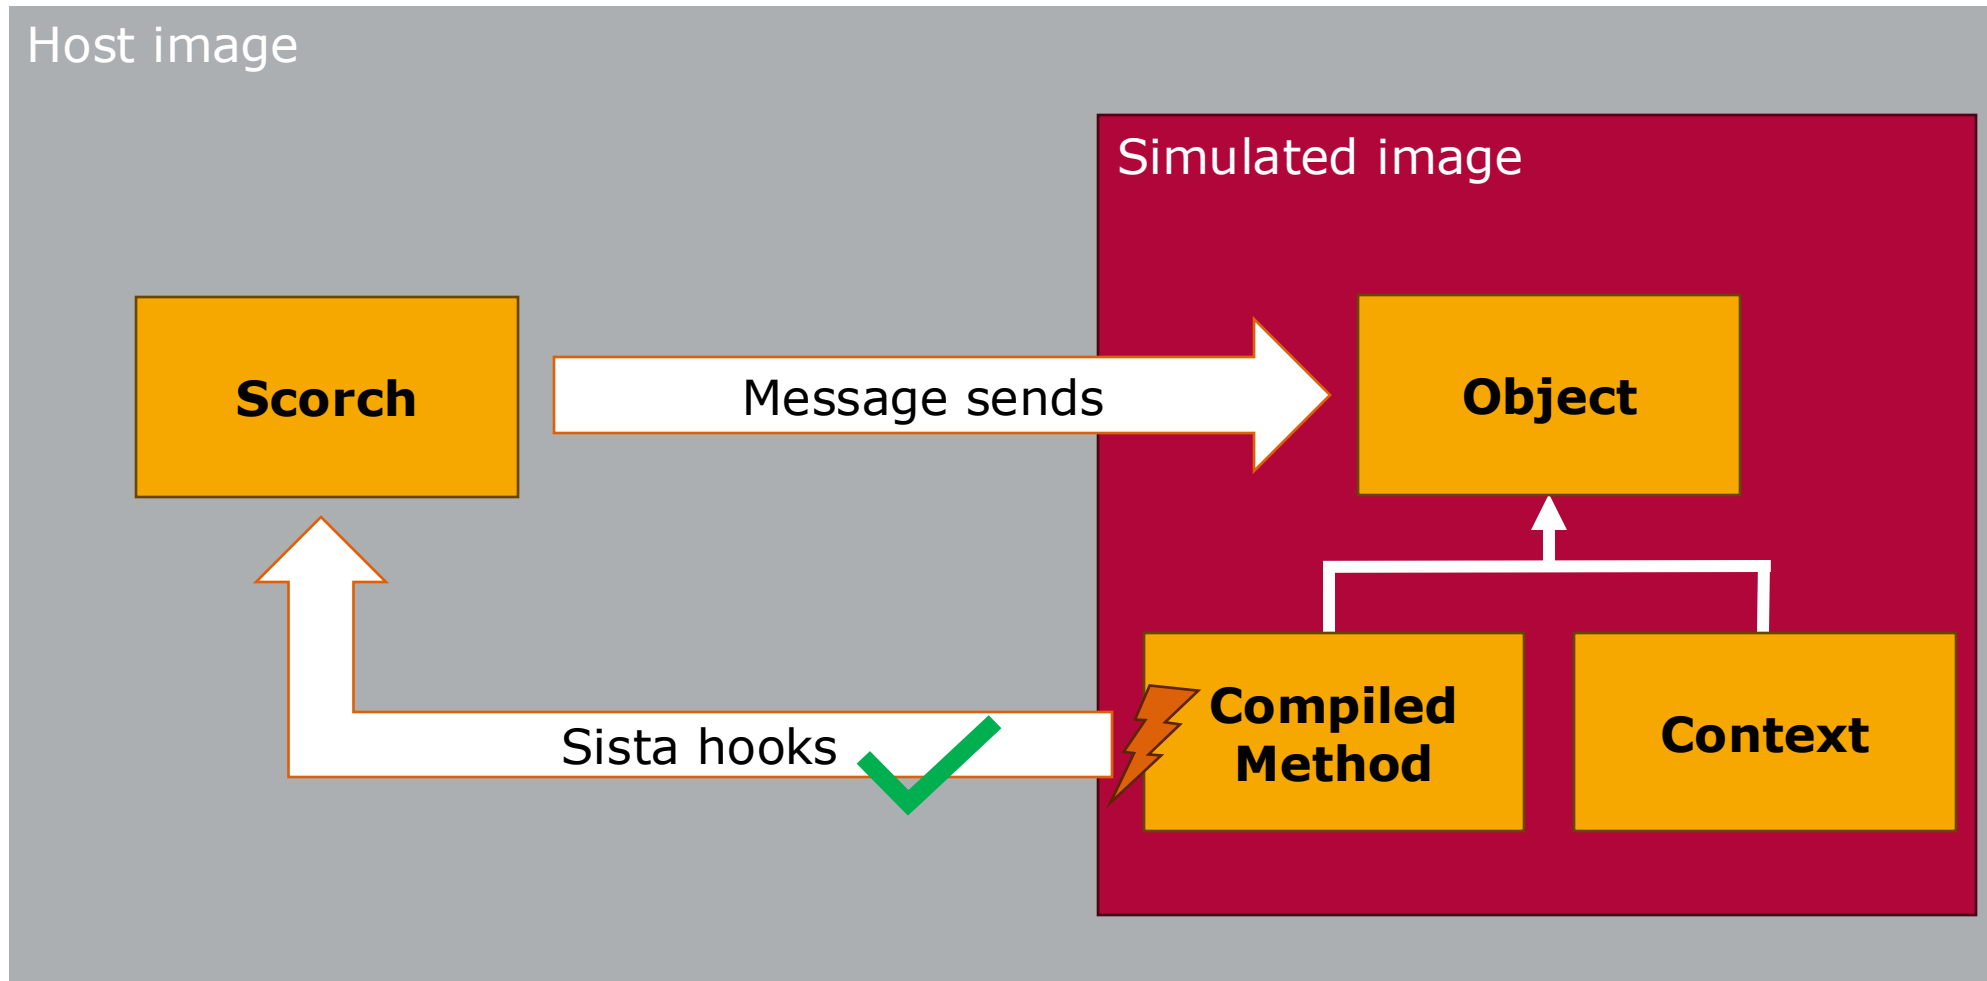 Host image
Simulated image
Scorch
Message sends
Object
Sista hooks
Compiled
Method
Context